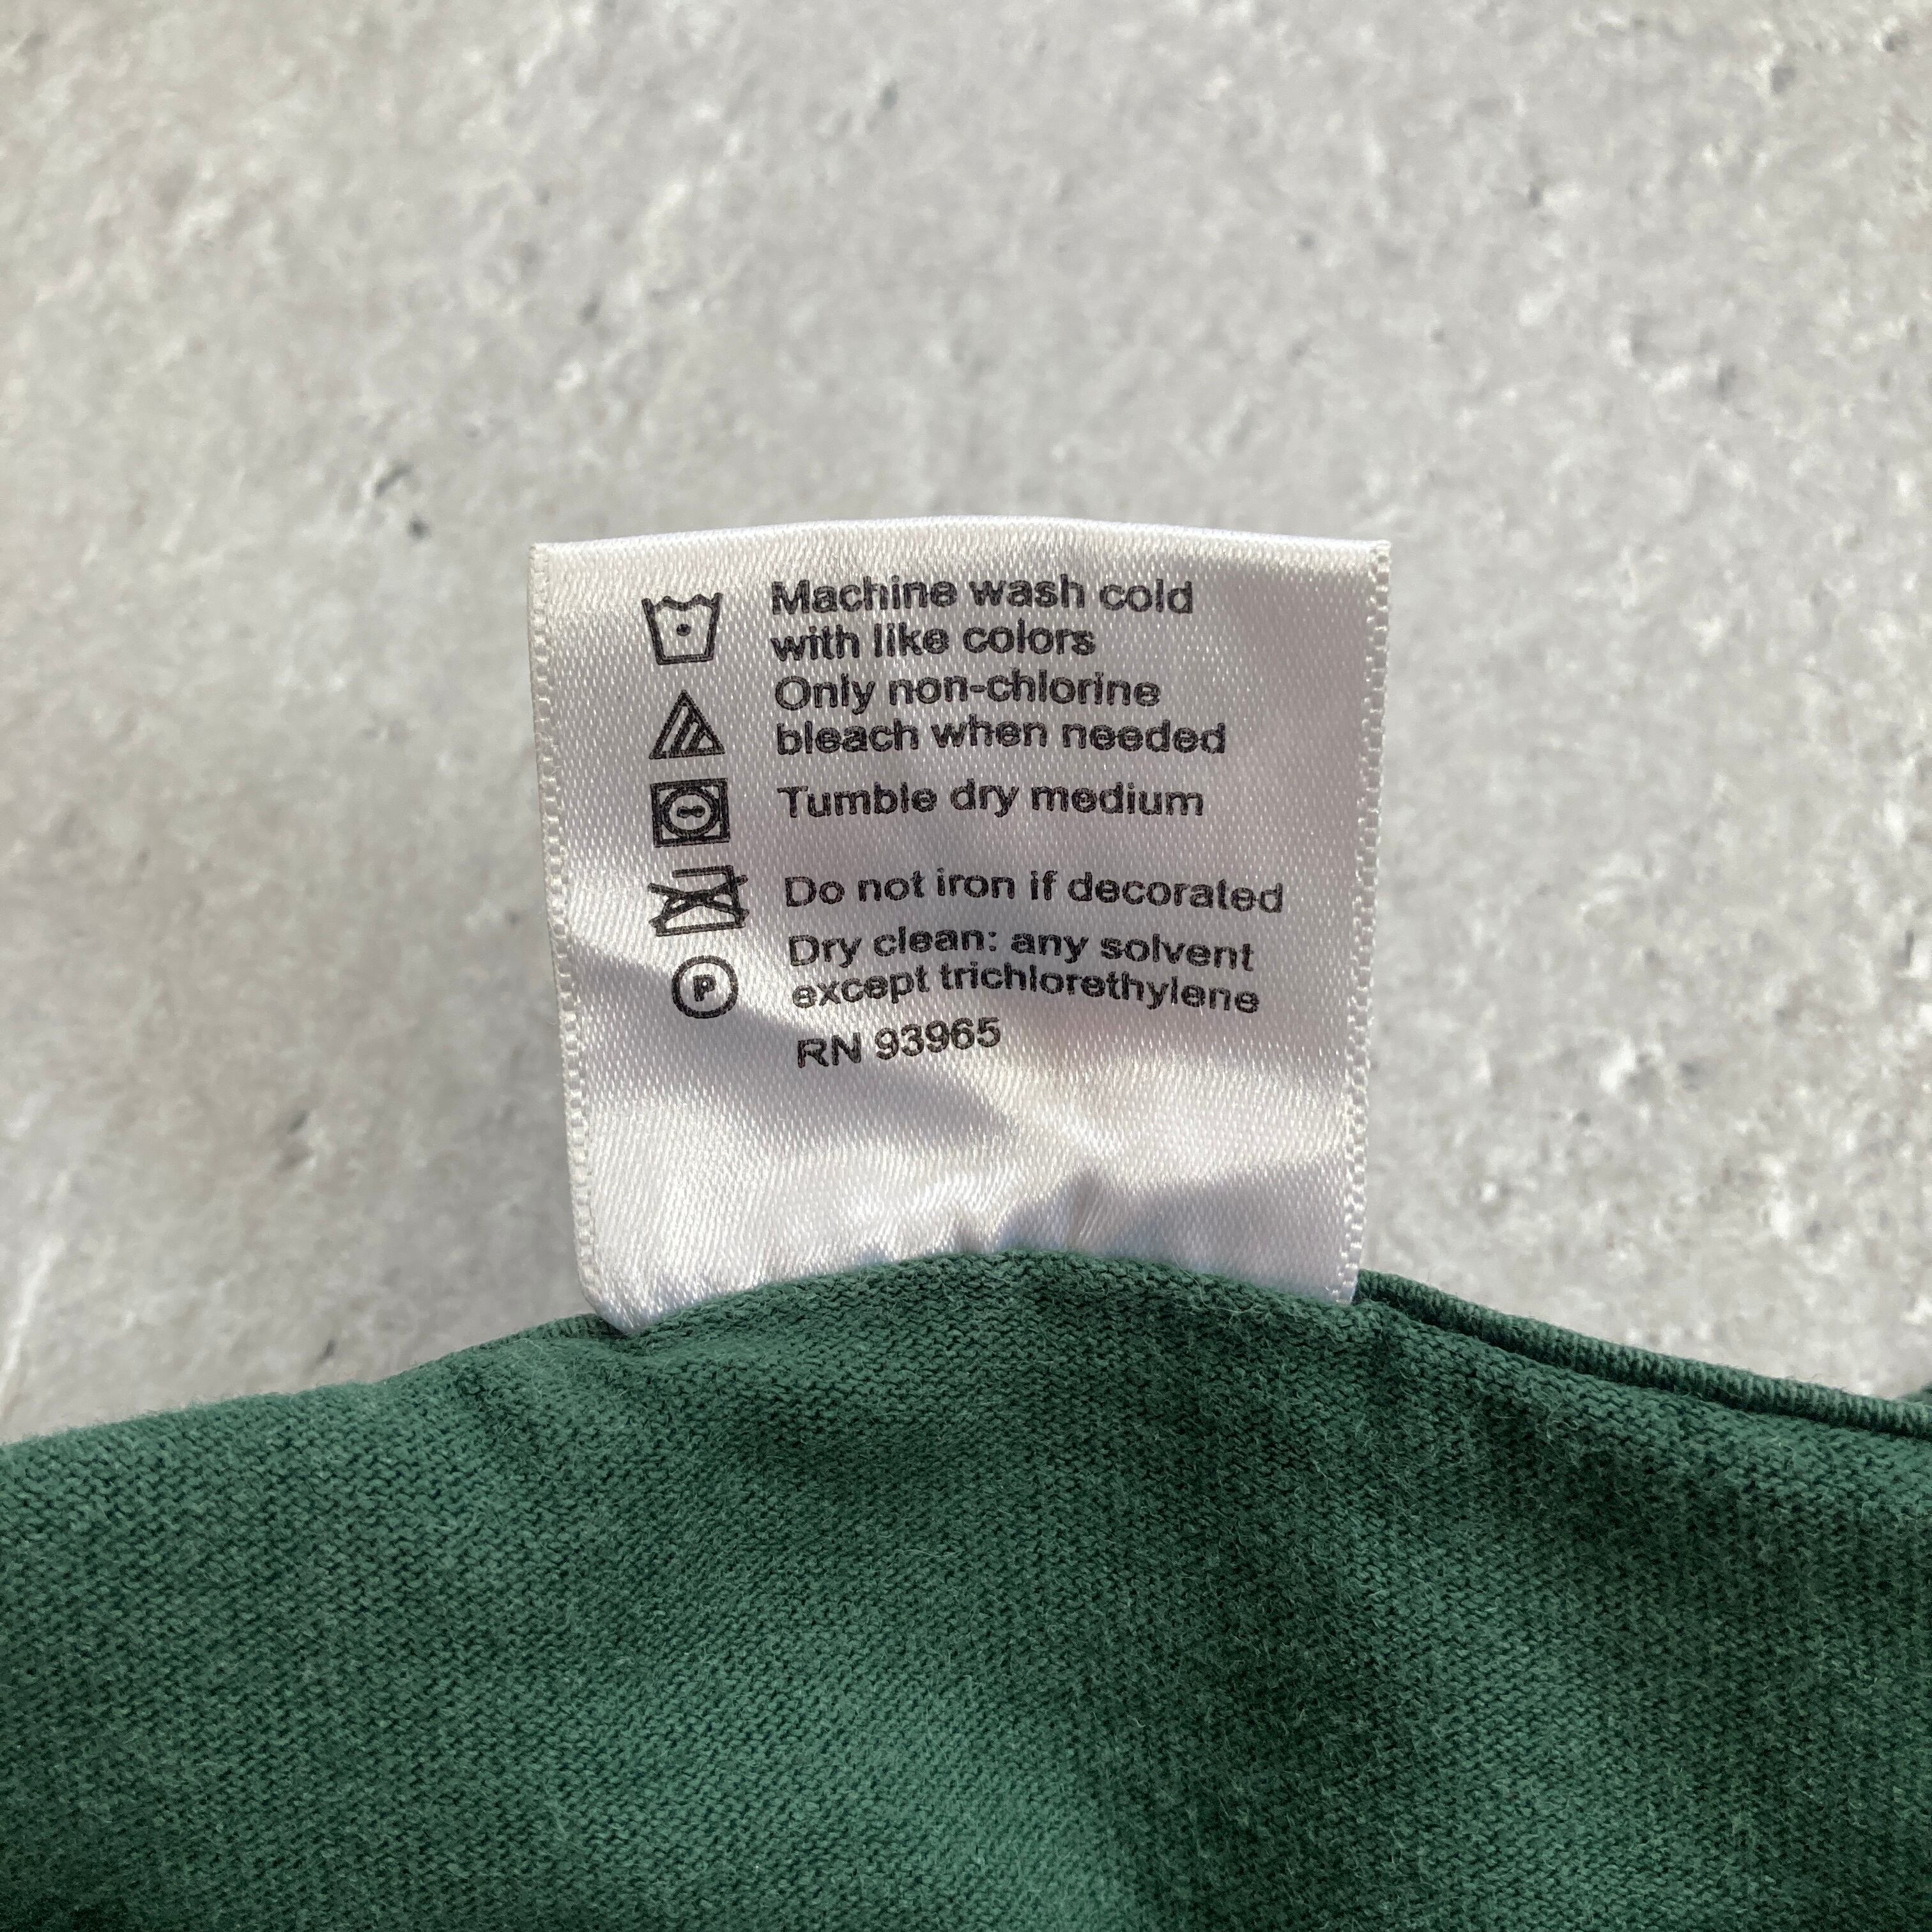 Machine wash cold
with like colors
Only non-chlorine
bleach when needed
Tumble dry medium
Do not iron if decorated
Dry clean: any solvent
P except trichlorethylene
RN 93965